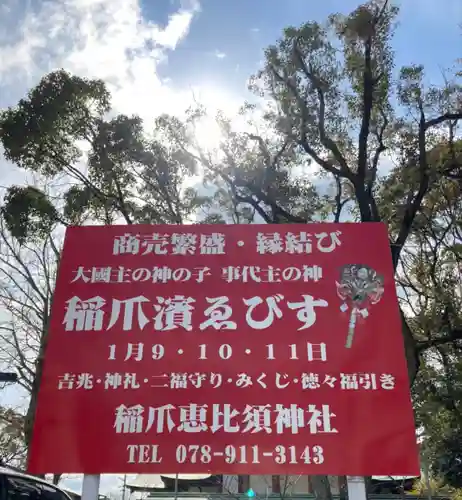 商売繁盛・縁結び
大國主の神の子 事代主の神
稲爪濱ゑびす
1月9・10・11日
吉兆・神礼・二福守り・みくじ・徳々福引き
稲爪恵比須神社
TEL 078-911-3143